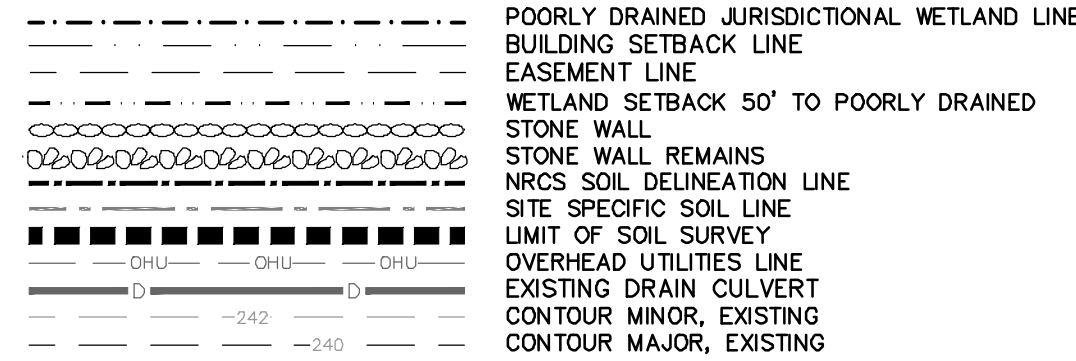 POORLY DRAINED JURISDICTIONAL WETLAND LINE
BUILDING SETBACK LINE
EASEMENT LINE
WETLAND SETBACK 50' TO POORLY DRAINED
STONE WALL
STONE WALL REMAINS
NRCS SOIL DELINEATION LINE
SITE SPECIFIC SOIL LINE
LIMIT OF SOIL SURVEY
OHU OHU OHU OVERHEAD UTILITIES LINE
D D EXISTING DRAIN CULVERT
242 CONTOUR MINOR, EXISTING
240 CONTOUR MAJOR, EXISTING